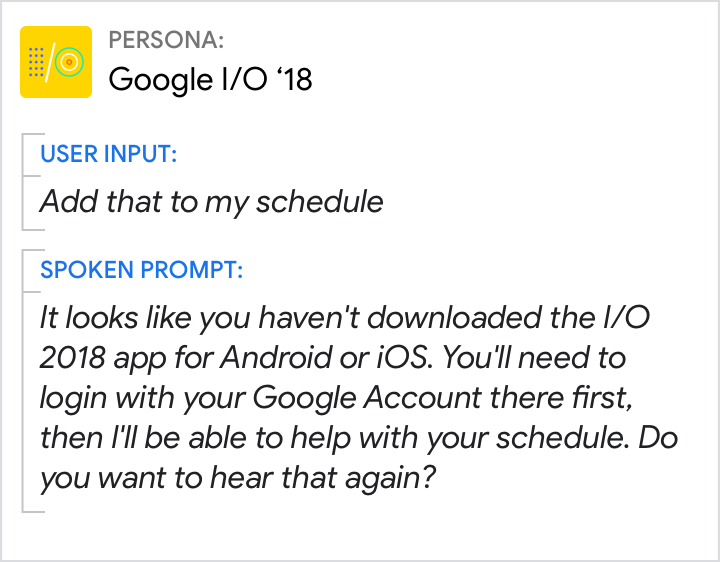 PERSONA:
Google I/O ‘18
USER INPUT:
Add that to my schedule
SPOKEN PROMPT:
It looks like you haven't downloaded the I/O
2018 app for Android or iOS. You'll need to
login with your Google Account there first,
then I'll be able to help with your schedule. Do
you want to hear that again?